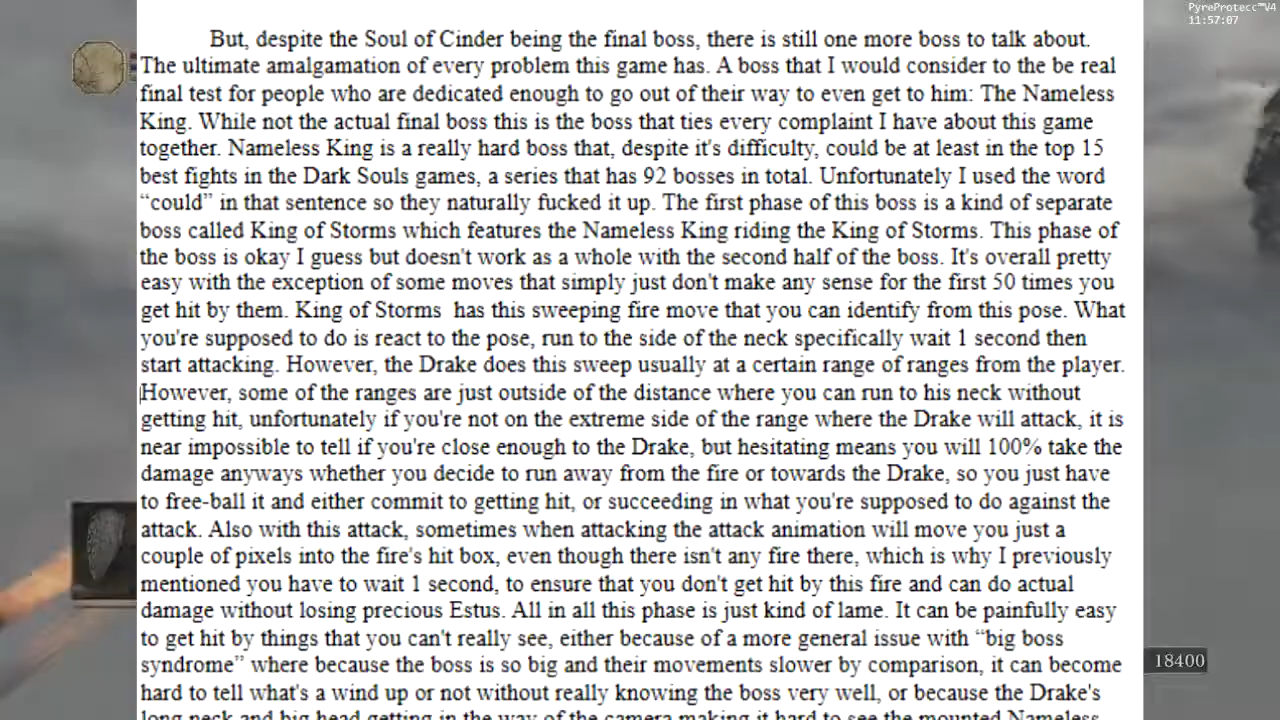 PyreProtecc™V4
11:57:07
But, despite the Soul of Cinder being the final boss, there is still one more boss to talk about.
The ultimate amalgamation of every problem this game has. A boss that I would consider to the be real
final test for people who are dedicated enough to go out of their way to even get to him: The Nameless
King. While not the actual final boss this is the boss that ties every complaint I have about this game
together. Nameless King is a really hard boss that, despite it's difficulty, could be at least in the top 15
best fights in the Dark Souls games, a series that has 92 bosses in total. Unfortunately I used the word
“could” in that sentence so they naturally fucked it up. The first phase of this boss is a kind of separate
boss called King of Storms which features the Nameless King riding the King of Storms. This phase of
the boss is okay I guess but doesn't work as a whole with the second half of the boss. It's overall pretty
easy with the exception of some moves that simply just don't make any sense for the first 50 times you
get hit by them. King of Storms  has this sweeping fire move that you can identify from this pose. What
you're supposed to do is react to the pose, run to the side of the neck specifically wait 1 second then
start attacking. However, the Drake does this sweep usually at a certain range of ranges from the player.
However, some of the ranges are just outside of the distance where you can run to his neck without
getting hit, unfortunately if you're not on the extreme side of the range where the Drake will attack, it is
near impossible to tell if you're close enough to the Drake, but hesitating means you will 100% take the
damage anyways whether you decide to run away from the fire or towards the Drake, so you just have
to free-ball it and either commit to getting hit, or succeeding in what you're supposed to do against the
attack. Also with this attack, sometimes when attacking the attack animation will move you just a
couple of pixels into the fire's hit box, even though there isn't any fire there, which is why I previously
mentioned you have to wait 1 second, to ensure that you don't get hit by this fire and can do actual
damage without losing precious Estus. All in all this phase is just kind of lame. It can be painfully easy
to get hit by things that you can't really see, either because of a more general issue with “big boss
syndrome” where because the boss is so big and their movements slower by comparison, it can become
hard to tell what's a wind up or not without really knowing the boss very well, or because the Drake's
long neck and big head getting in the way of the camera making it hard to see the mounted Nameless
18400